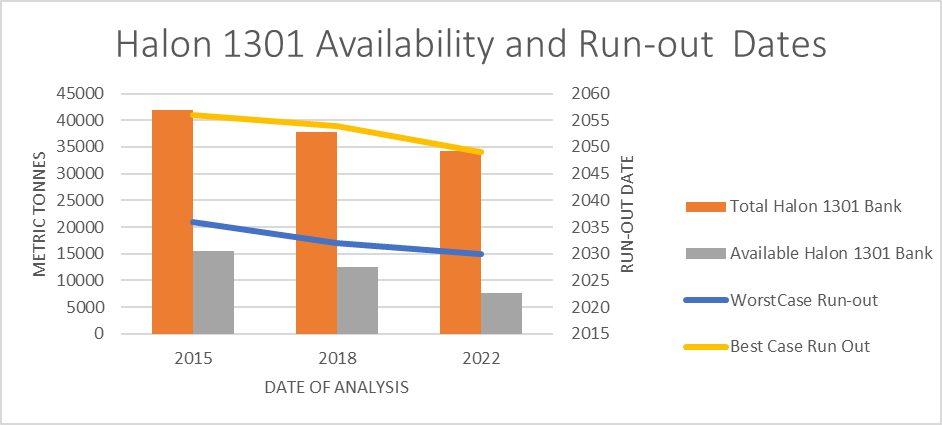 Halon 1301 Availability and Run-out  Dates
METRIC TONNES
45000
40000
35000
30000
25000
20000
15000
10000
5000
0
2015
2018
2022
DATE OF ANALYSIS
2060
2055
2050
2045
2040
2035
2030
2025
2020
2015
RUN-OUT DATE
Total Halon 1301 Bank
Available Halon 1301 Bank
WorstCase Run-out
Best Case Run Out